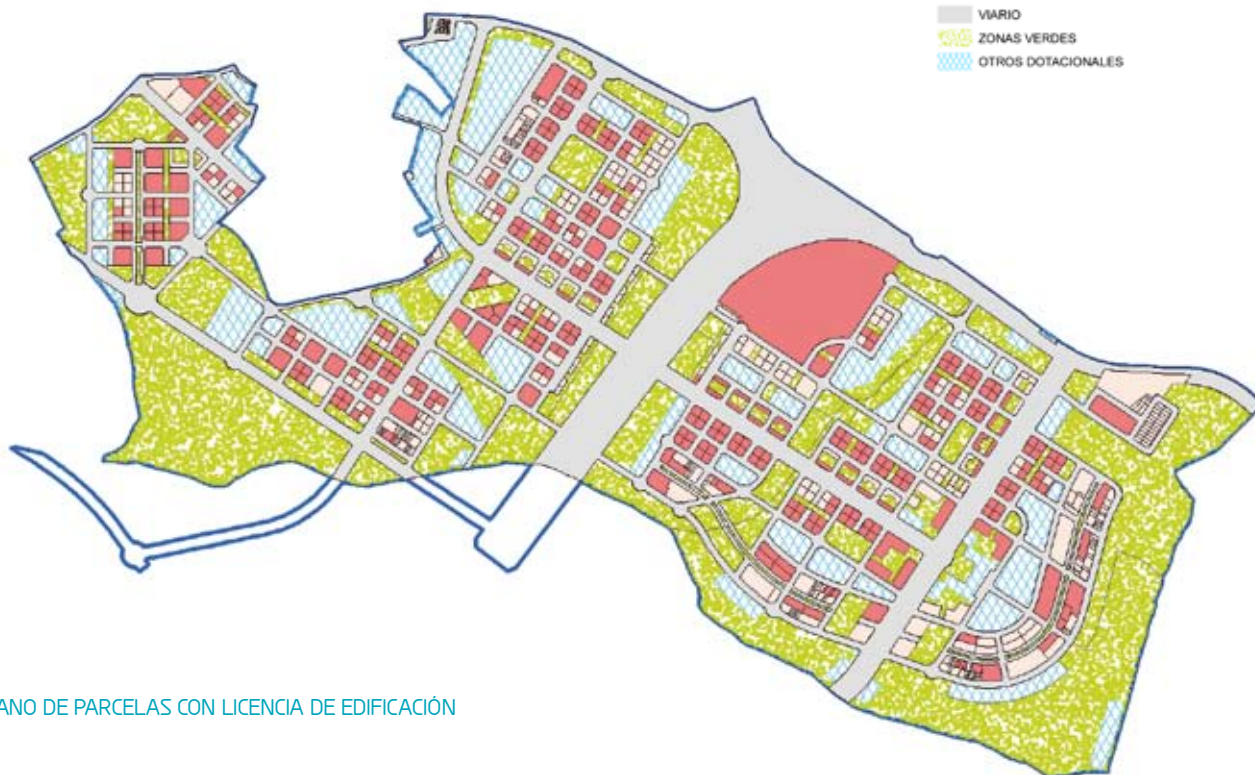 VIARIO
ZONAS VERDES
OTROS DOTACIONALES
ANO DE PARCELAS CON LICENCIA DE EDIFICACIÓN